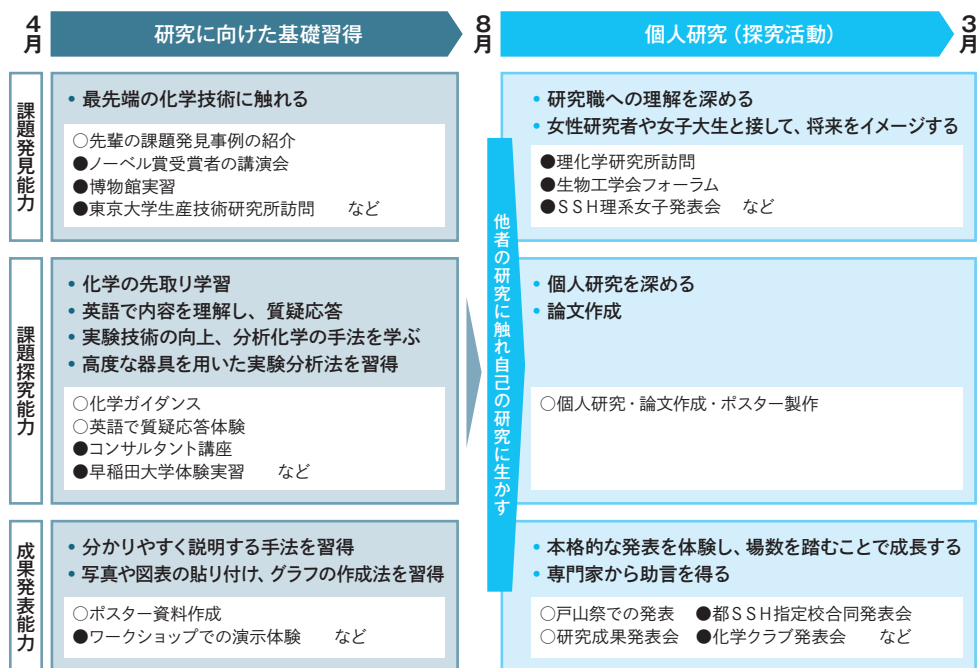 4月
研究に向けた基礎習得
8月
個人研究（探究活動）
3月
課題発見能力
• 最先端の化学技術に触れる
○先輩の課題発見事例の紹介
●ノーベル賞受賞者の講演会
●博物館実習
●東京大学生産技術研究所訪問　など
• 研究職への理解を深める
• 女性研究者や女子大生と接して、将来をイメージする
●理化学研究所訪問
●生物工学会フォーラム
●SSH理系女子発表会　など
他者の研究に触れ自己の研究に生かす
課題探究能力
• 化学の先取り学習
• 英語で内容を理解し、質疑応答
• 実験技術の向上、分析化学の手法を学ぶ
• 高度な器具を用いた実験分析法を習得
○化学ガイダンス
○英語で質疑応答体験
●コンサルタント講座
●早稲田大学体験実習　など
• 個人研究を深める
• 論文作成
○個人研究・論文作成・ポスター製作
成果発表能力
• 分かりやすく説明する手法を習得
• 写真や図表の貼り付け、グラフの作成法を習得
○ポスター資料作成
●ワークショップでの演示体験　など
• 本格的な発表を体験し、場数を踏むことで成長する
• 専門家から助言を得る
○戸山祭での発表　●都SSH指定校合同発表会
○研究成果発表会　●化学クラブ発表会　など